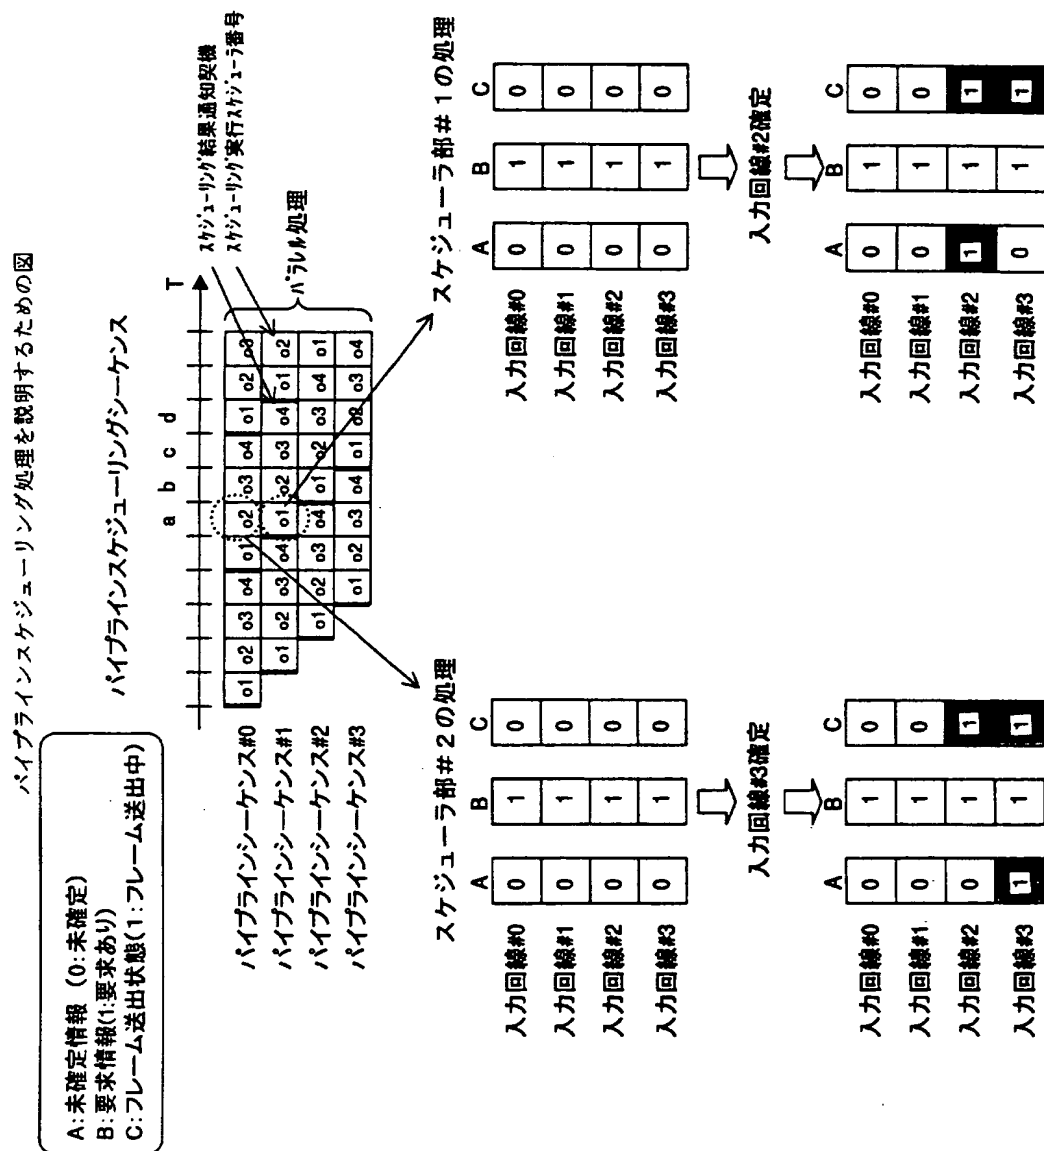 パイプラインスケジューリング処理を説明するための図
A:未確定情報 (0:未確定)
B:要求情報(1:要求あり)
C:フレーム送出状態(1:フレーム送出中)
パイプラインスケジューリングシーケンス
a b c d T
パイプラインシーケンス#0 o1 o2 o3 o4 o1 o2 o3 o4 o1 o2 o3
パイプラインシーケンス#1 o1 o2 o3 o4 o1 o2 o3 o4 o1 o2
パイプラインシーケンス#2 o1 o2 o3 o4 o1 o2 o3 o4 o1
パイプラインシーケンス#3 o1 o2 o3 o4 o1 o2 o3 o4
スケジューリング結果通知契機
スケジューリング実行スケジューラ番号
パラレル処理
スケジューラ部#2の処理
A B C
入力回線#0 0 1 0
入力回線#1 0 1 0
入力回線#2 0 1 0
入力回線#3 0 1 0
入力回線#3確定
A B C
入力回線#0 0 1 0
入力回線#1 0 1 0
入力回線#2 0 1 1
入力回線#3 1 1 1
スケジューラ部#1の処理
A B C
入力回線#0 0 1 0
入力回線#1 0 1 0
入力回線#2 0 1 0
入力回線#3 0 1 0
入力回線#2確定
A B C
入力回線#0 0 1 0
入力回線#1 0 1 0
入力回線#2 1 1 1
入力回線#3 0 1 1